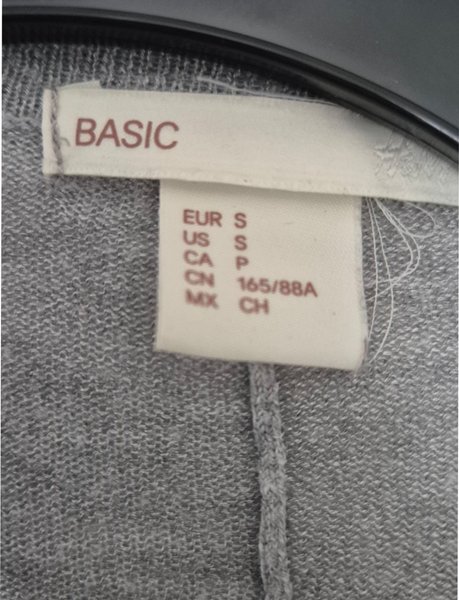 BASIC
EUR S
US S
CA P
CN 165/88A
MX CH